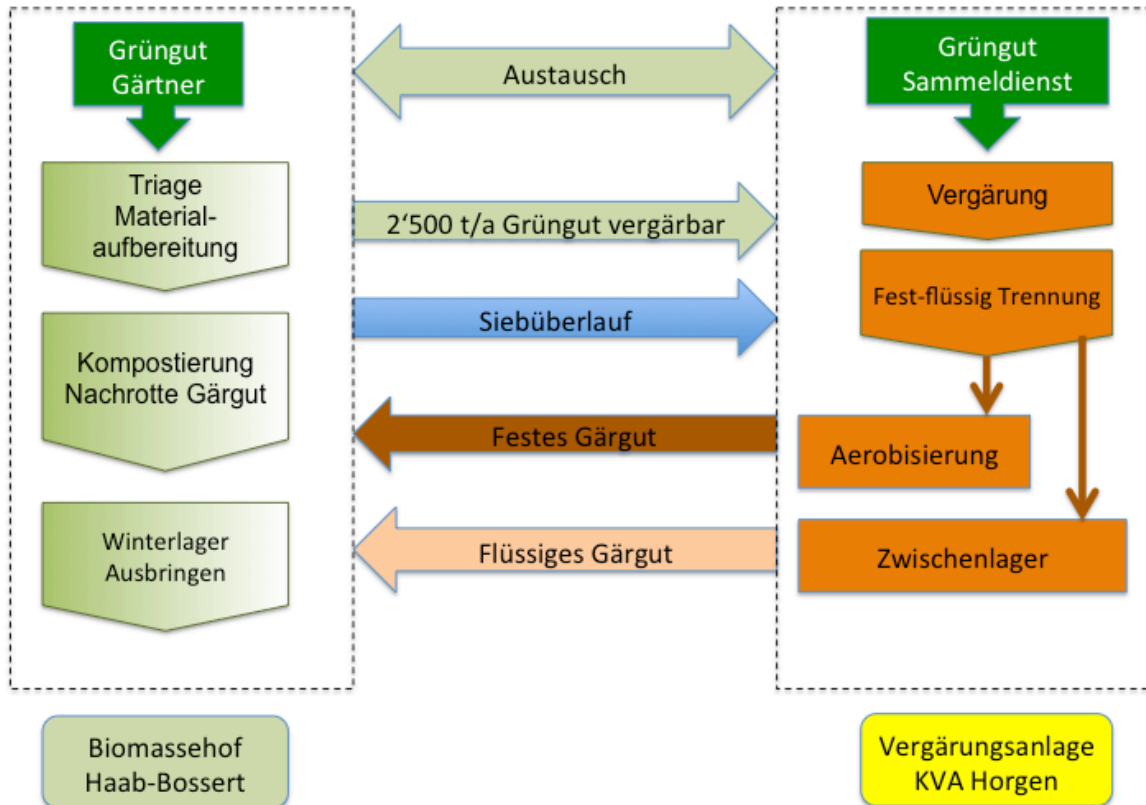 Grüngut
Gärtner
Austausch
Grüngut
Sammeldienst
Triage
Material-
aufbereitung
2‘500 t/a Grüngut vergärbar
Vergärung
Siebüberlauf
Fest-flüssig Trennung
Kompostierung
Nachrotte Gärgut
Festes Gärgut
Aerobisierung
Winterlager
Ausbringen
Flüssiges Gärgut
Zwischenlager
Biomassehof
Haab-Bossert
Vergärungsanlage
KVA Horgen